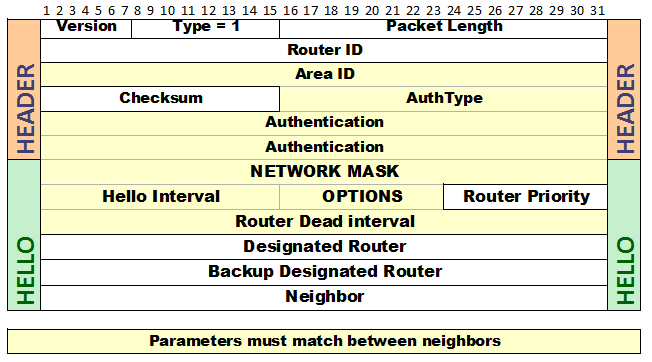 1 2 3 4 5 6 7 8 9 10 11 12 13 14 15 16 17 18 19 20 21 22 23 24 25 26 27 28 29 30 31
Version Type = 1 Packet Length
HEADER
Router ID
Area ID
Checksum AuthType
Authentication
Authentication
HEADER
HELLO
NETWORK MASK
Hello Interval OPTIONS Router Priority
Router Dead interval
Designated Router
Backup Designated Router
Neighbor
HELLO
Parameters must match between neighbors